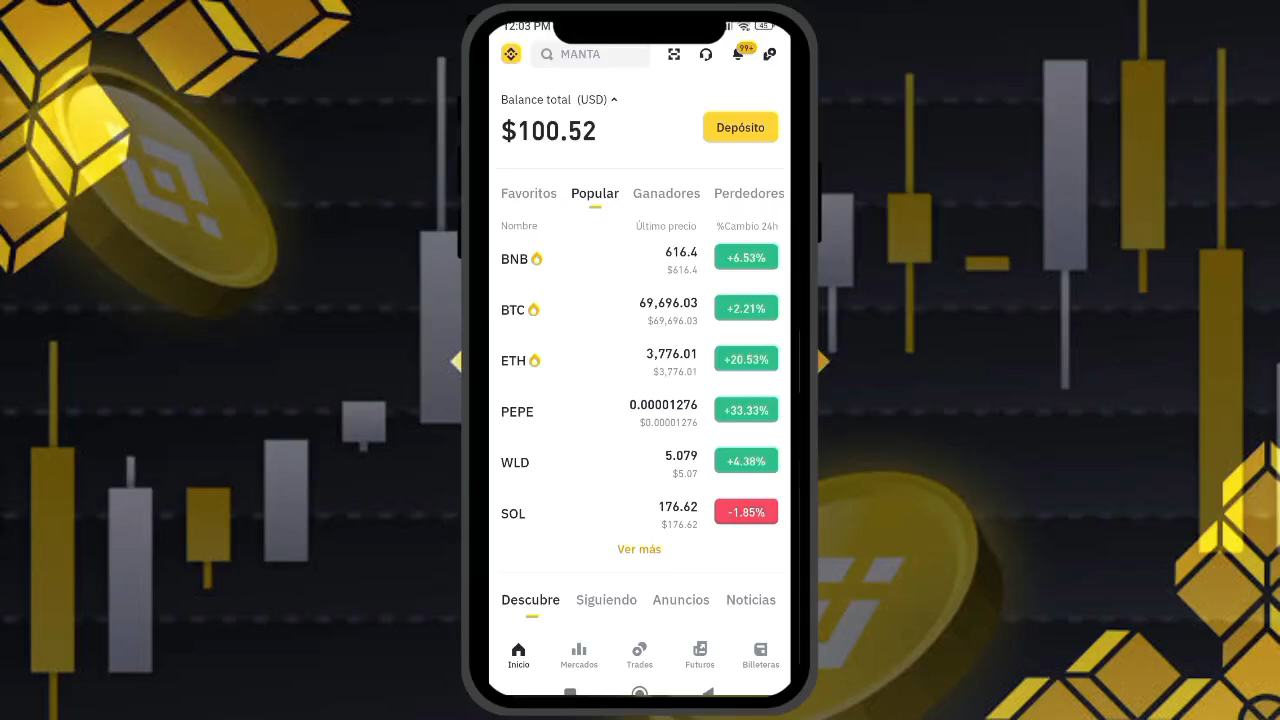 12:03 PM 45
MANTA 99+
Balance total (USD)
$100.52 Depósito
Favoritos Popular Ganadores Perdedores
Nombre Último precio %Cambio 24h
BNB 616.4 +6.53%
$616.4
BTC 69,696.03 +2.21%
$69,696.03
ETH 3,776.01 +20.53%
$3,776.01
PEPE 0.00001276 +33.33%
$0.00001276
WLD 5.079 +4.38%
$5.07
SOL 176.62 -1.85%
$176.62
Ver más
Descubre Siguiendo Anuncios Noticias
Inicio Mercados Trades Futuros Billeteras